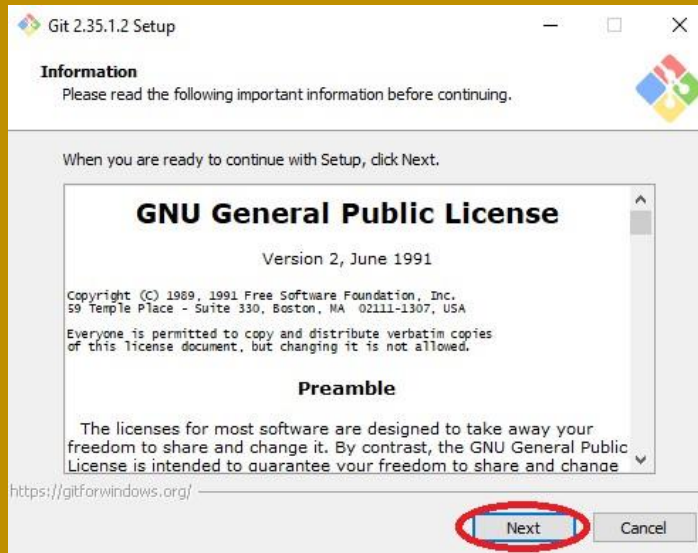 Git 2.35.1.2 Setup
Information
Please read the following important information before continuing.
When you are ready to continue with Setup, click Next.
GNU General Public License
Version 2, June 1991
Copyright (C) 1989, 1991 Free Software Foundation, Inc.
59 Temple Place - Suite 330, Boston, MA  02111-1307, USA
Everyone is permitted to copy and distribute verbatim copies
of this license document, but changing it is not allowed.
Preamble
The licenses for most software are designed to take away your
freedom to share and change it. By contrast, the GNU General Public
License is intended to guarantee your freedom to share and change
https://gitforwindows.org/
Next
Cancel